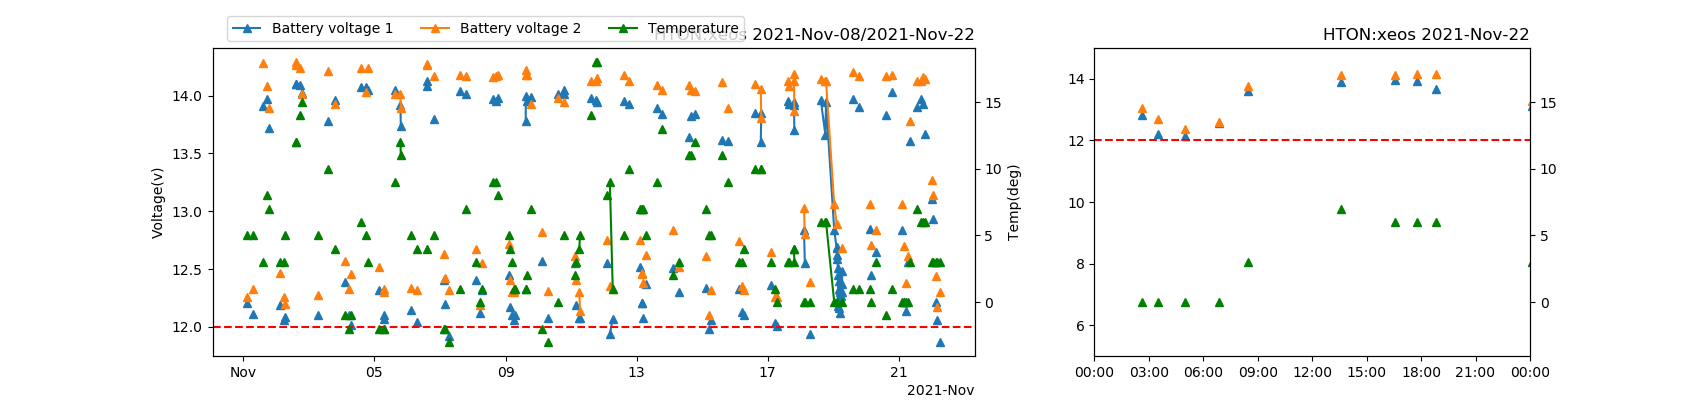 Battery voltage 1 Battery voltage 2 Temperature
HTON:xeos 2021-Nov-08/2021-Nov-22
Voltage(v)
14.0
13.5
13.0
12.5
12.0
15
10
5
0
Temp(deg)
Nov 05 09 13 17 21
2021-Nov
HTON:xeos 2021-Nov-22
14
12
10
8
6
15
10
5
0
00:00 03:00 06:00 09:00 12:00 15:00 18:00 21:00 00:00